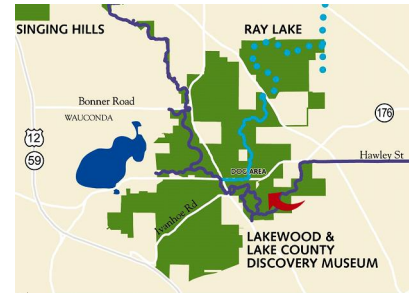 SINGING HILLS
RAY LAKE
Bonner Road
WAUCONDA
176
12
59
Hawley St
DOG AREA
Ivanhoe Rd
LAKEWOOD &
LAKE COUNTY
DISCOVERY MUSEUM